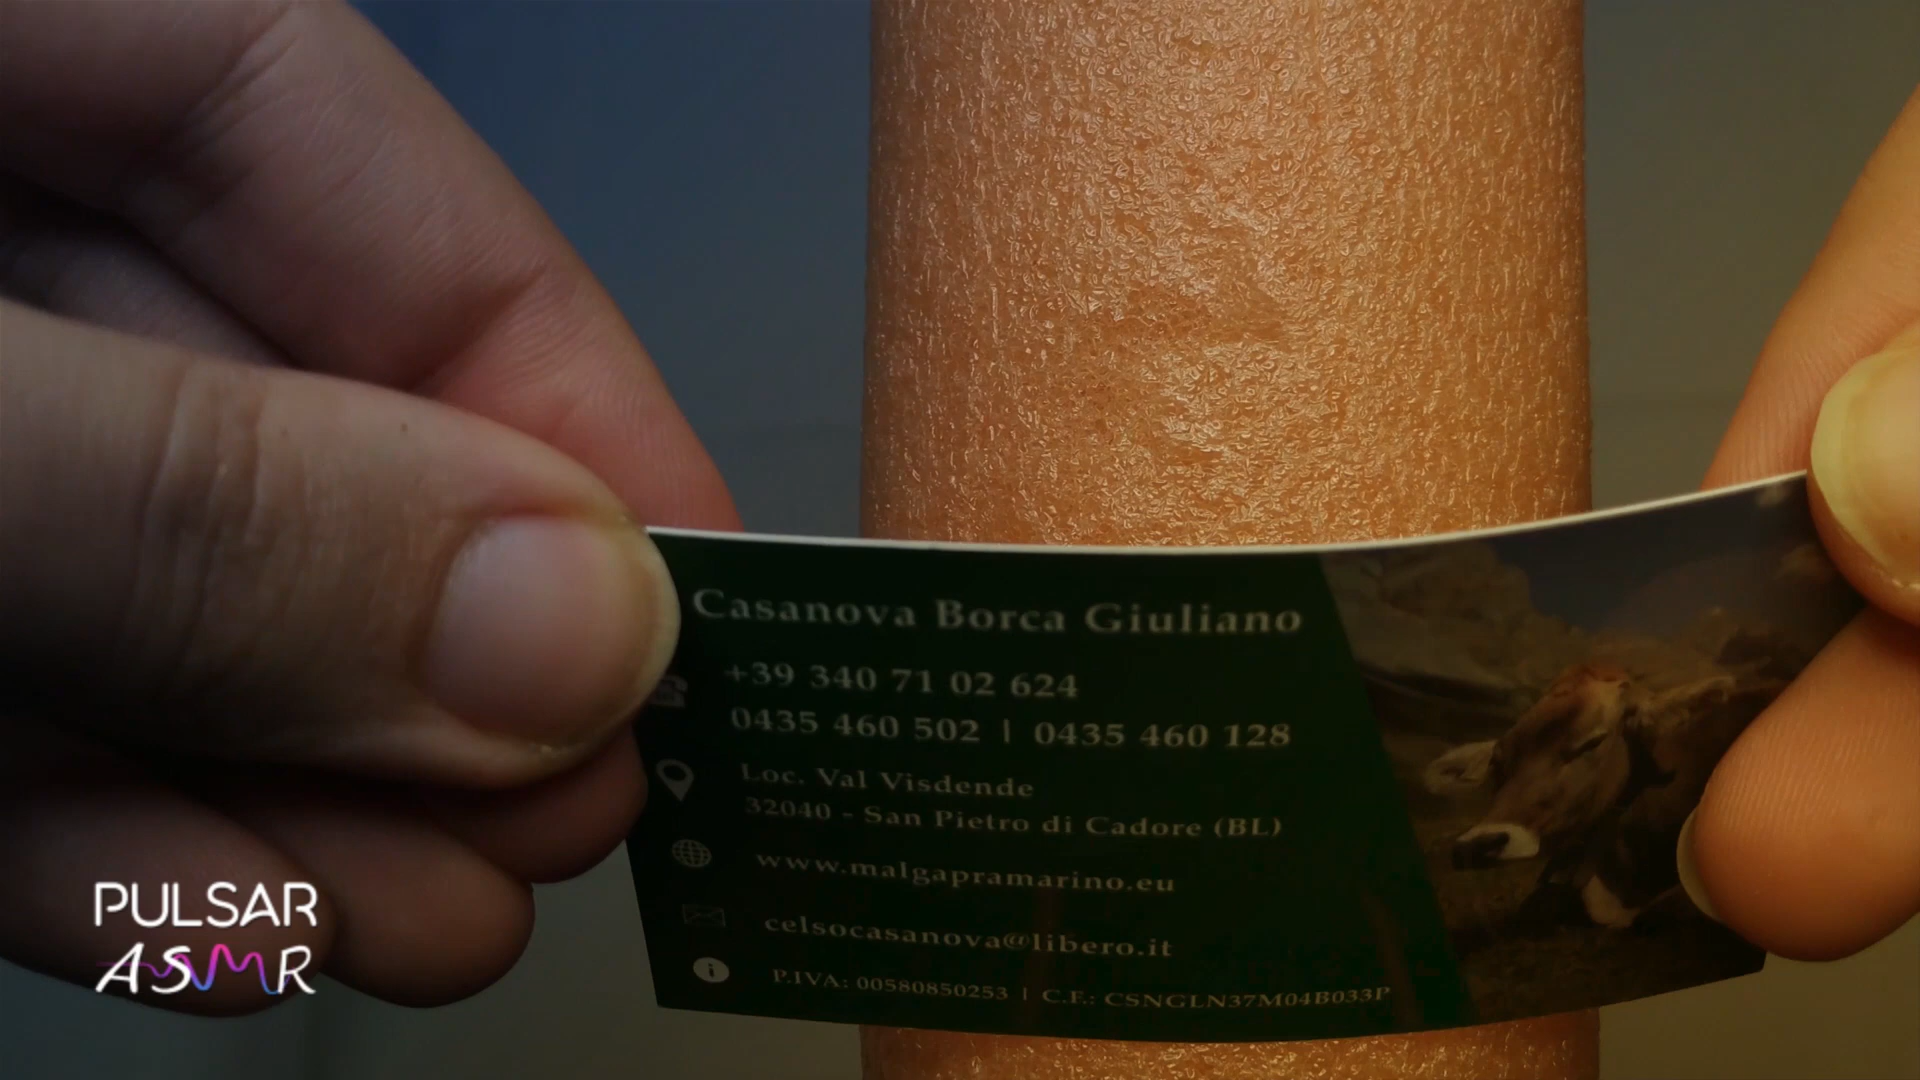 Casanova Borca Giuliano
+39 340 71 02 624
0435 460 502 | 0435 460 128
Loc. Val Visdende
32040 - San Pietro di Cadore (BL)
www.malgapramarino.eu
celsocasanova@libero.it
P.IVA: 00580850253 | C.F.: CSNGLN37M04B033P
PULSAR
ASMR